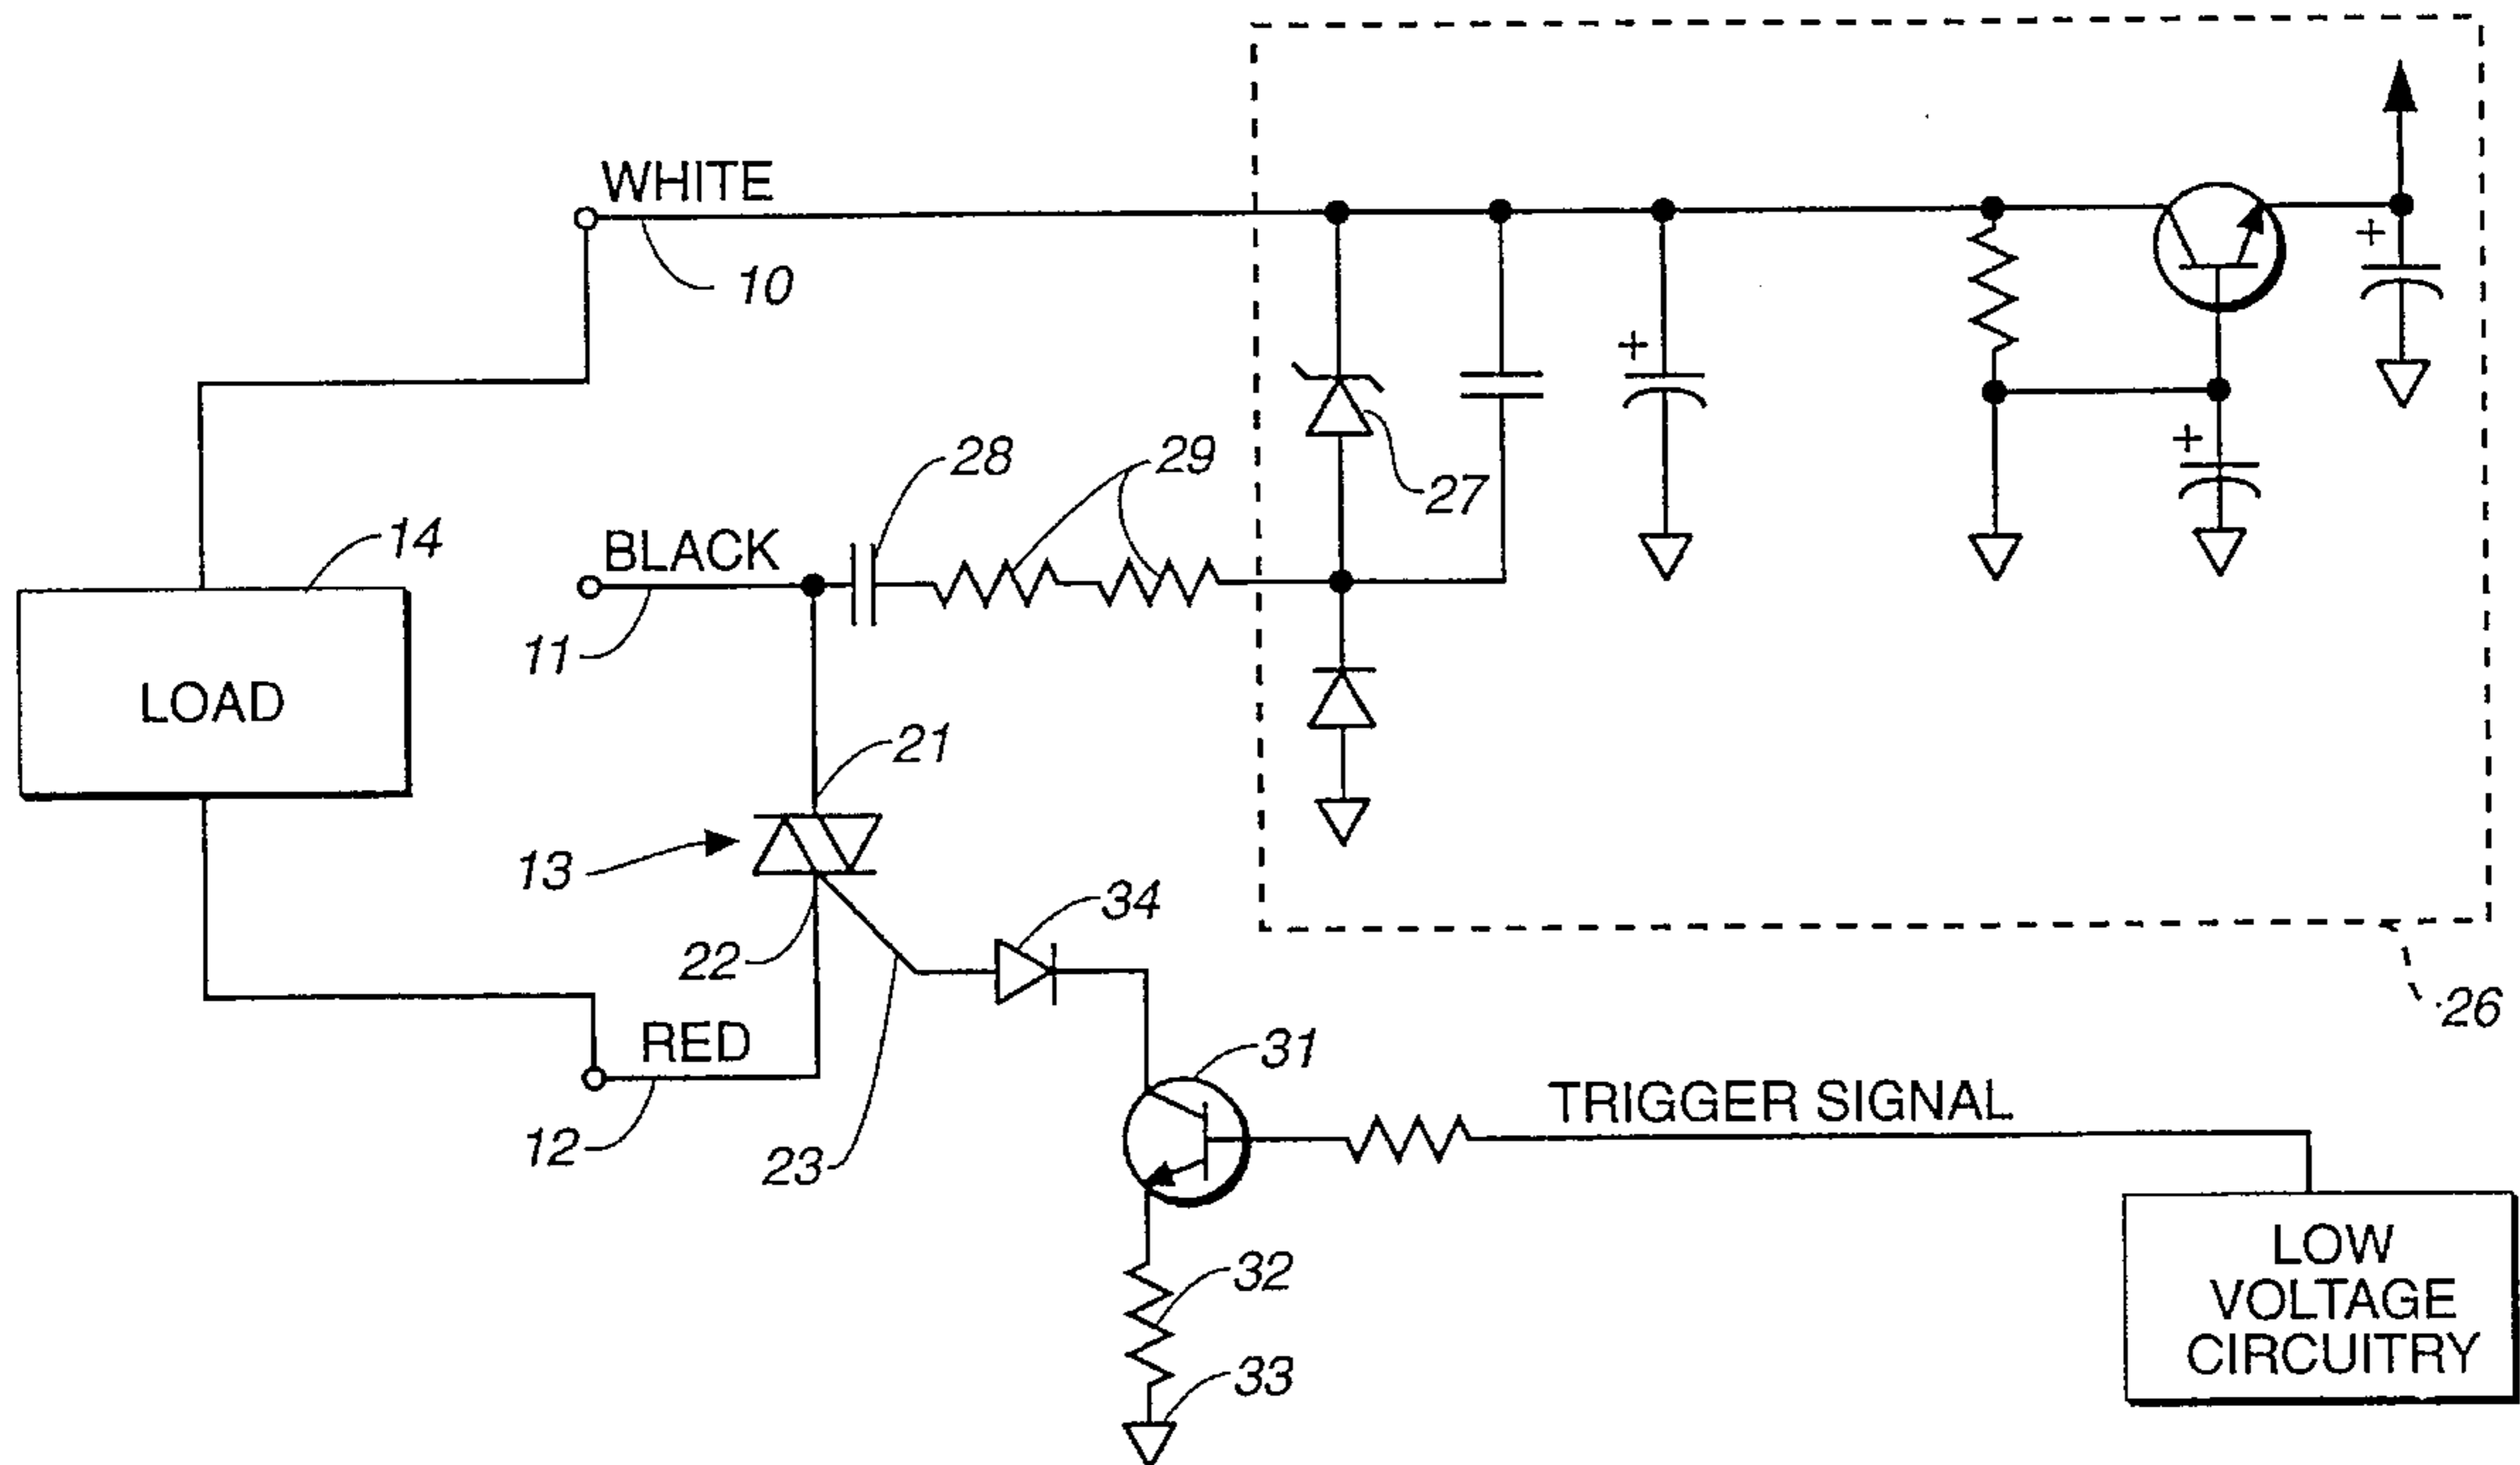 WHITE
10
+
+
28
29
27
+
+
14
BLACK
11
LOAD
21
13
34
22
26
RED
31
12
23
TRIGGER SIGNAL
32
LOW
VOLTAGE
CIRCUITRY
33